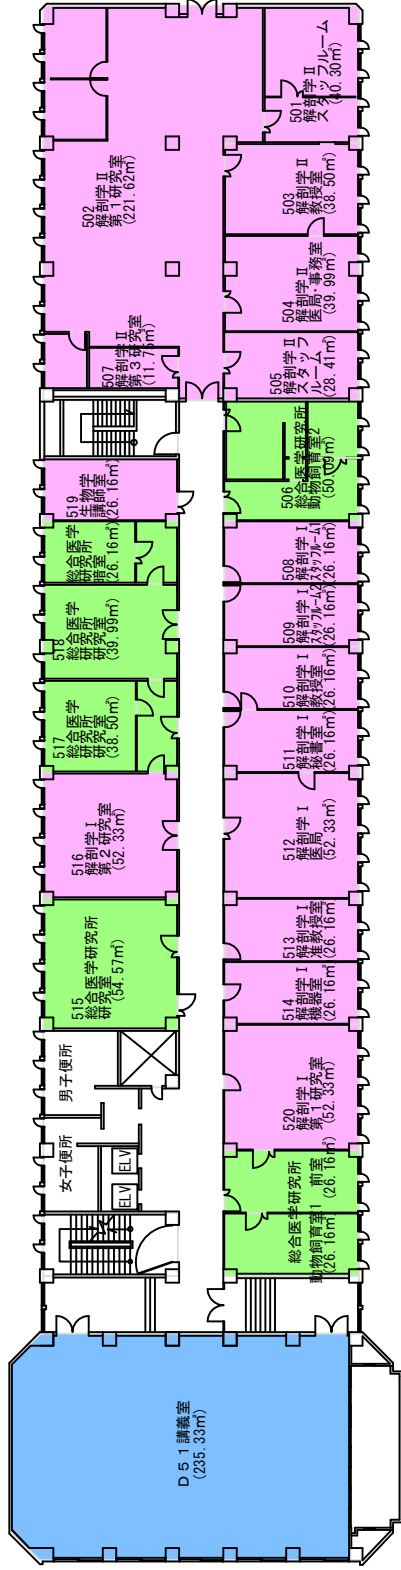 502
解剖学Ⅱ
第１研究室
(221.62㎡)
501
解剖学Ⅱ
スタッフルーム
(40.30㎡)
503
解剖学Ⅱ
教授室
(38.50㎡)
504
解剖学Ⅱ
医局・事務室
(39.99㎡)
507
解剖学Ⅱ
第３研究室
(11.75㎡)
505
解剖学Ⅱ
スタッフ
ルーム
(28.41㎡)
506
総合医学研究所
動物飼育室2
(50.09㎡)
519
生物学
講師室
(26.16㎡)
総合医学
研究所
暗室
(26.16㎡)
508
解剖学Ⅰ
スタッフルーム1
(26.16㎡)
518
総合医学
研究所
研究室
(39.99㎡)
509
解剖学Ⅰ
スタッフルーム2
(26.16㎡)
510
解剖学Ⅰ
教授室
(26.16㎡)
517
総合医学
研究所
研究室
(38.50㎡)
511
解剖学Ⅰ
秘書室
(26.16㎡)
516
解剖学Ⅰ
第２研究室
(52.33㎡)
512
解剖学Ⅰ
医局
(52.33㎡)
515
総合医学研究所
研究室
(54.57㎡)
513
解剖学Ⅰ
准教授室
(26.16㎡)
514
解剖学Ⅰ
機器室
(26.16㎡)
男子便所
520
解剖学Ⅰ
第１研究室
(52.33㎡)
女子便所
ELV
ELV
前室
(26.16㎡)
総合医学研究所
動物飼育室1
(26.16㎡)
Ｄ５１講義室
(235.33㎡)